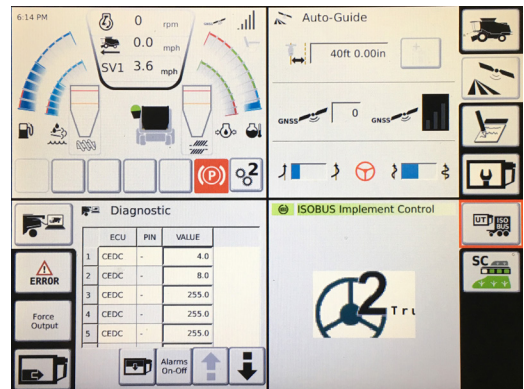 6:14 PM
0 rpm
0.0 mph
SV1 3.6 mph
(P)
2
Auto-Guide
40ft 0.00in
GNSS 0 GNSS
UT ISO
BUS
SC
Diagnostic
ECU PIN VALUE
1 CEDC - 4.0
2 CEDC - 8.0
3 CEDC - 255.0
4 CEDC - 255.0
5 CEDC - 255.0
ERROR
Force
Output
Alarms
On-Off
ISOBUS Implement Control
2
Tru